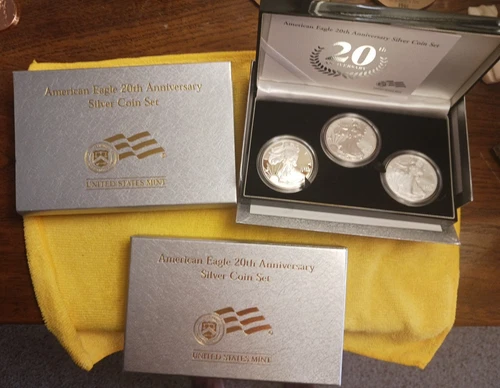 American Eagle 20th Anniversary
Silver Coin Set
UNITED STATES MINT
American Eagle 20th Anniversary Silver Coin Set
20th
ANNIVERSARY
American Eagle 20th Anniversary
Silver Coin Set
UNITED STATES MINT